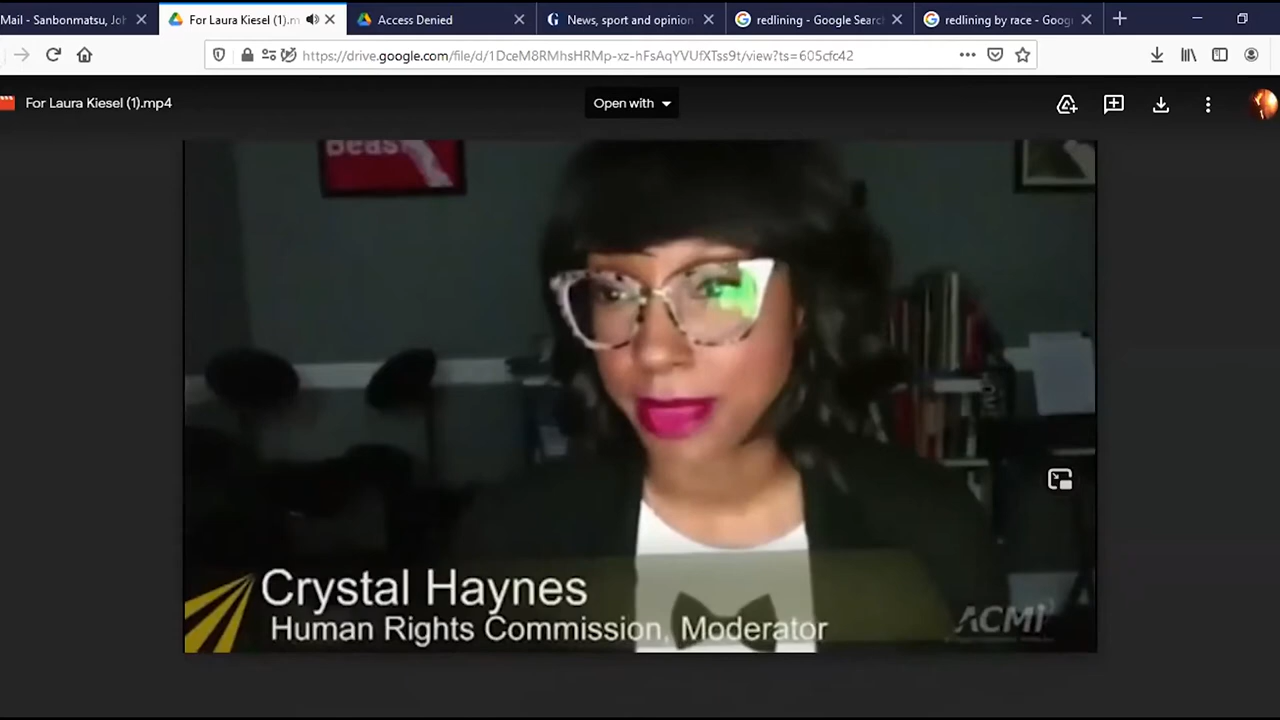 Mail - Sanbonmatsu, Jo
For Laura Kiesel (1).m
Access Denied
News, sport and opinion
redlining - Google Searc
redlining by race - Goog
https://drive.google.com/file/d/1DceM8RMhsHRMp-xz-hFsAqYVUfXTss9t/view?ts=605cfc42
For Laura Kiesel (1).mp4
Open with
Beas
Crystal Haynes
Human Rights Commission, Moderator
ACMi